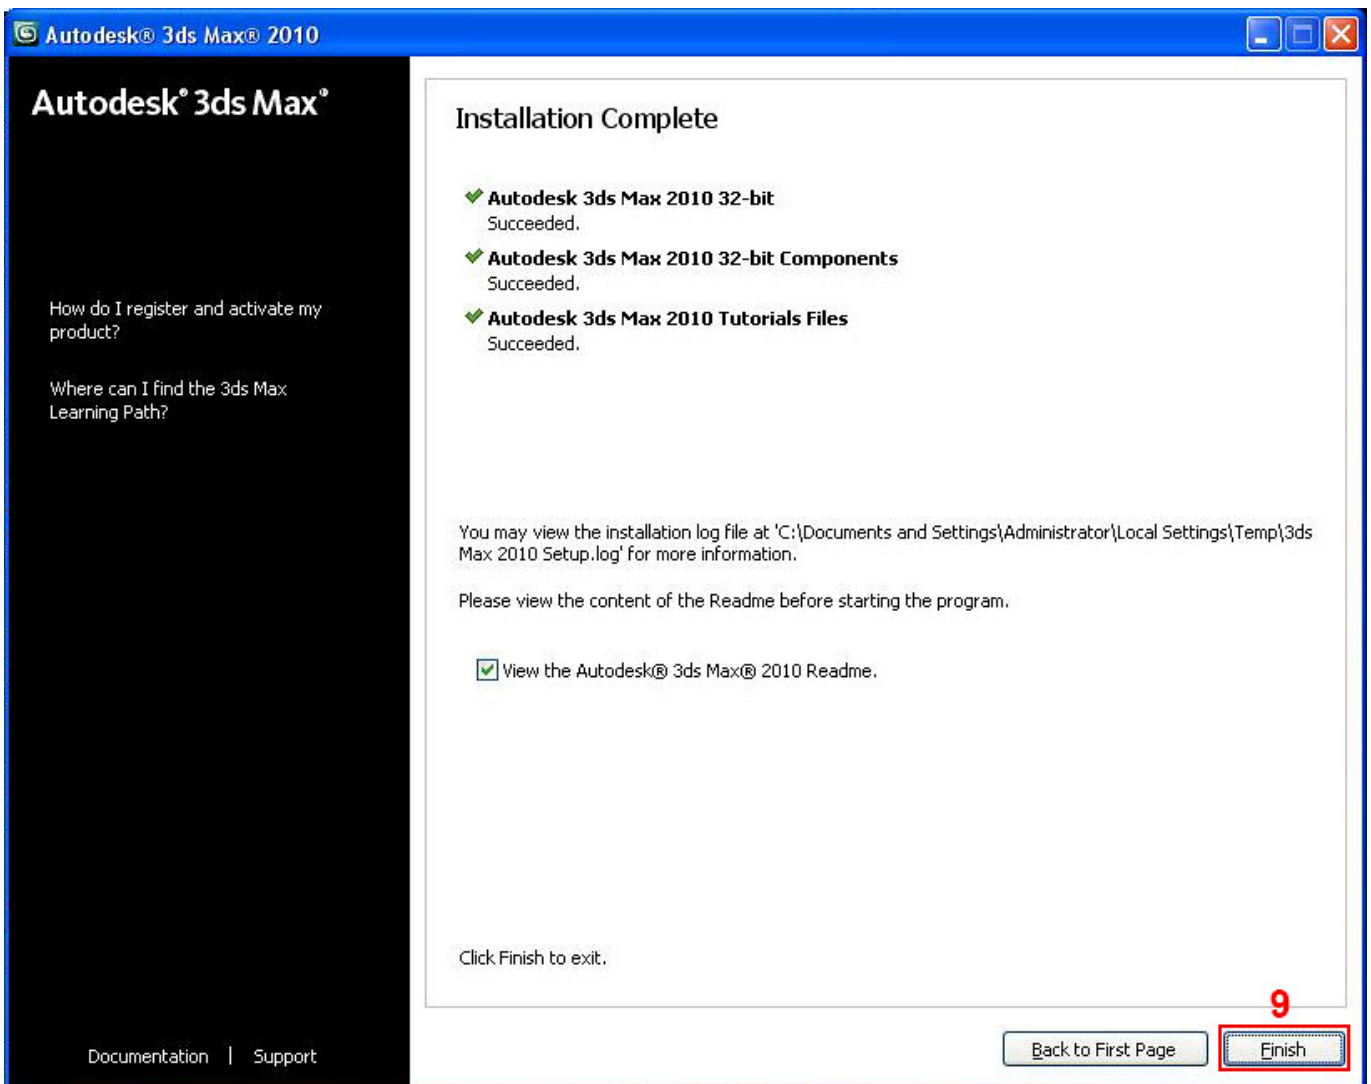 Autodesk® 3ds Max® 2010
Autodesk® 3ds Max®
How do I register and activate my
product?
Where can I find the 3ds Max
Learning Path?
Documentation | Support
Installation Complete
Autodesk 3ds Max 2010 32-bit
Succeeded.
Autodesk 3ds Max 2010 32-bit Components
Succeeded.
Autodesk 3ds Max 2010 Tutorials Files
Succeeded.
You may view the installation log file at 'C:\Documents and Settings\Administrator\Local Settings\Temp\3ds
Max 2010 Setup.log' for more information.
Please view the content of the Readme before starting the program.
View the Autodesk® 3ds Max® 2010 Readme.
Click Finish to exit.
9
Back to First Page
Finish